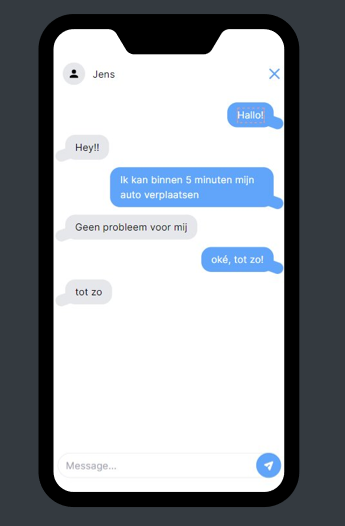 Jens
Hallo!
Hey!!
Ik kan binnen 5 minuten mijn
auto verplaatsen
Geen probleem voor mij
oké, tot zo!
tot zo
Message...